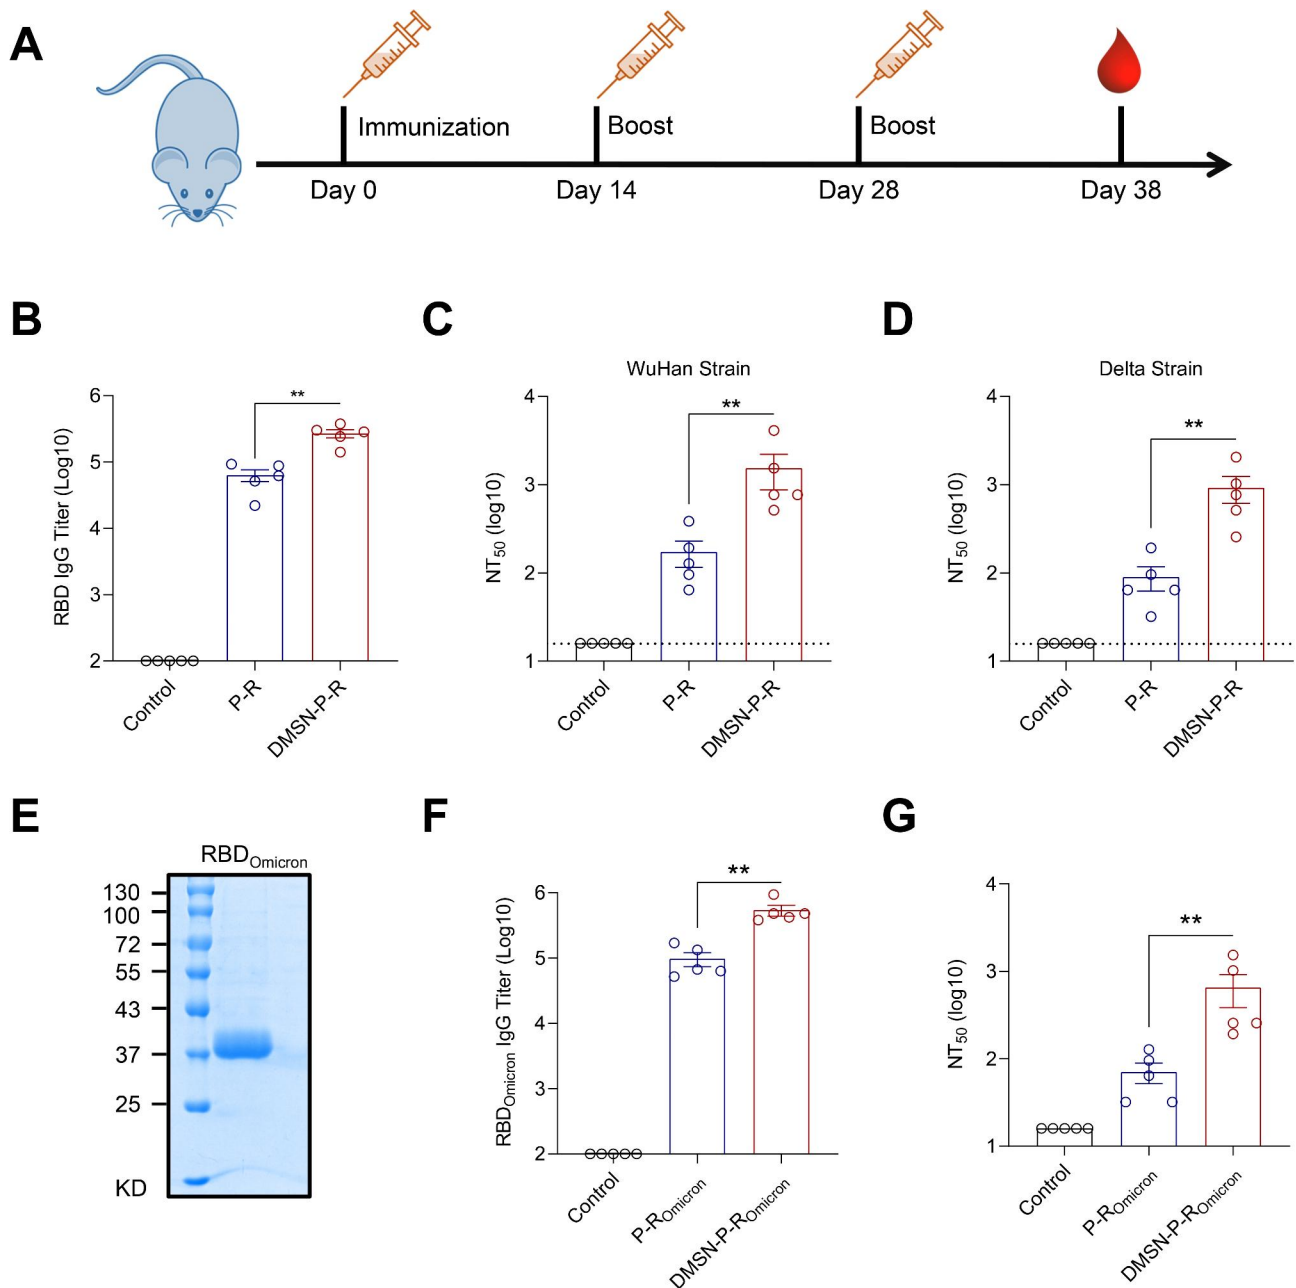 A
Immunization
Boost
Boost
Day 0
Day 14
Day 28
Day 38
B
RBD IgG Titer (Log10)
6
5
4
3
2
**
Control
P-R
DMSN-P-R
C
WuHan Strain
NT50 (log10)
4
3
2
1
**
Control
P-R
DMSN-P-R
D
Delta Strain
NT50 (log10)
4
3
2
1
**
Control
P-R
DMSN-P-R
E
RBDOmicron
130
100
72
55
43
37
25
KD
F
RBDOmicron IgG Titer (Log10)
6
5
4
3
2
**
Control
P-ROmicron
DMSN-P-ROmicron
G
NT50 (log10)
4
3
2
1
**
Control
P-ROmicron
DMSN-P-ROmicron